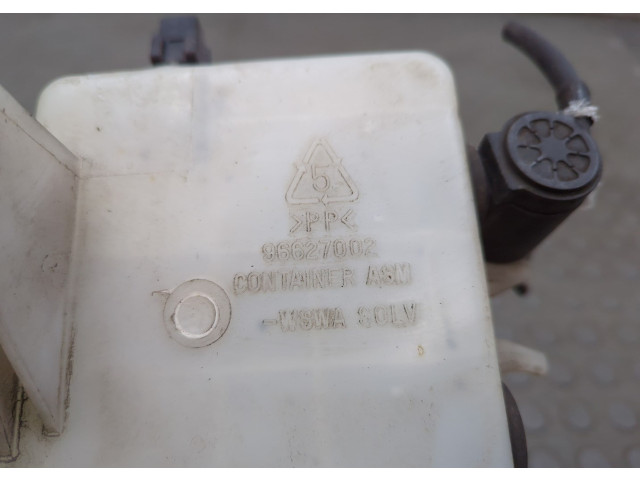 5
>PP<
96627002
CONTAINER ASM
-WSWA SOLV